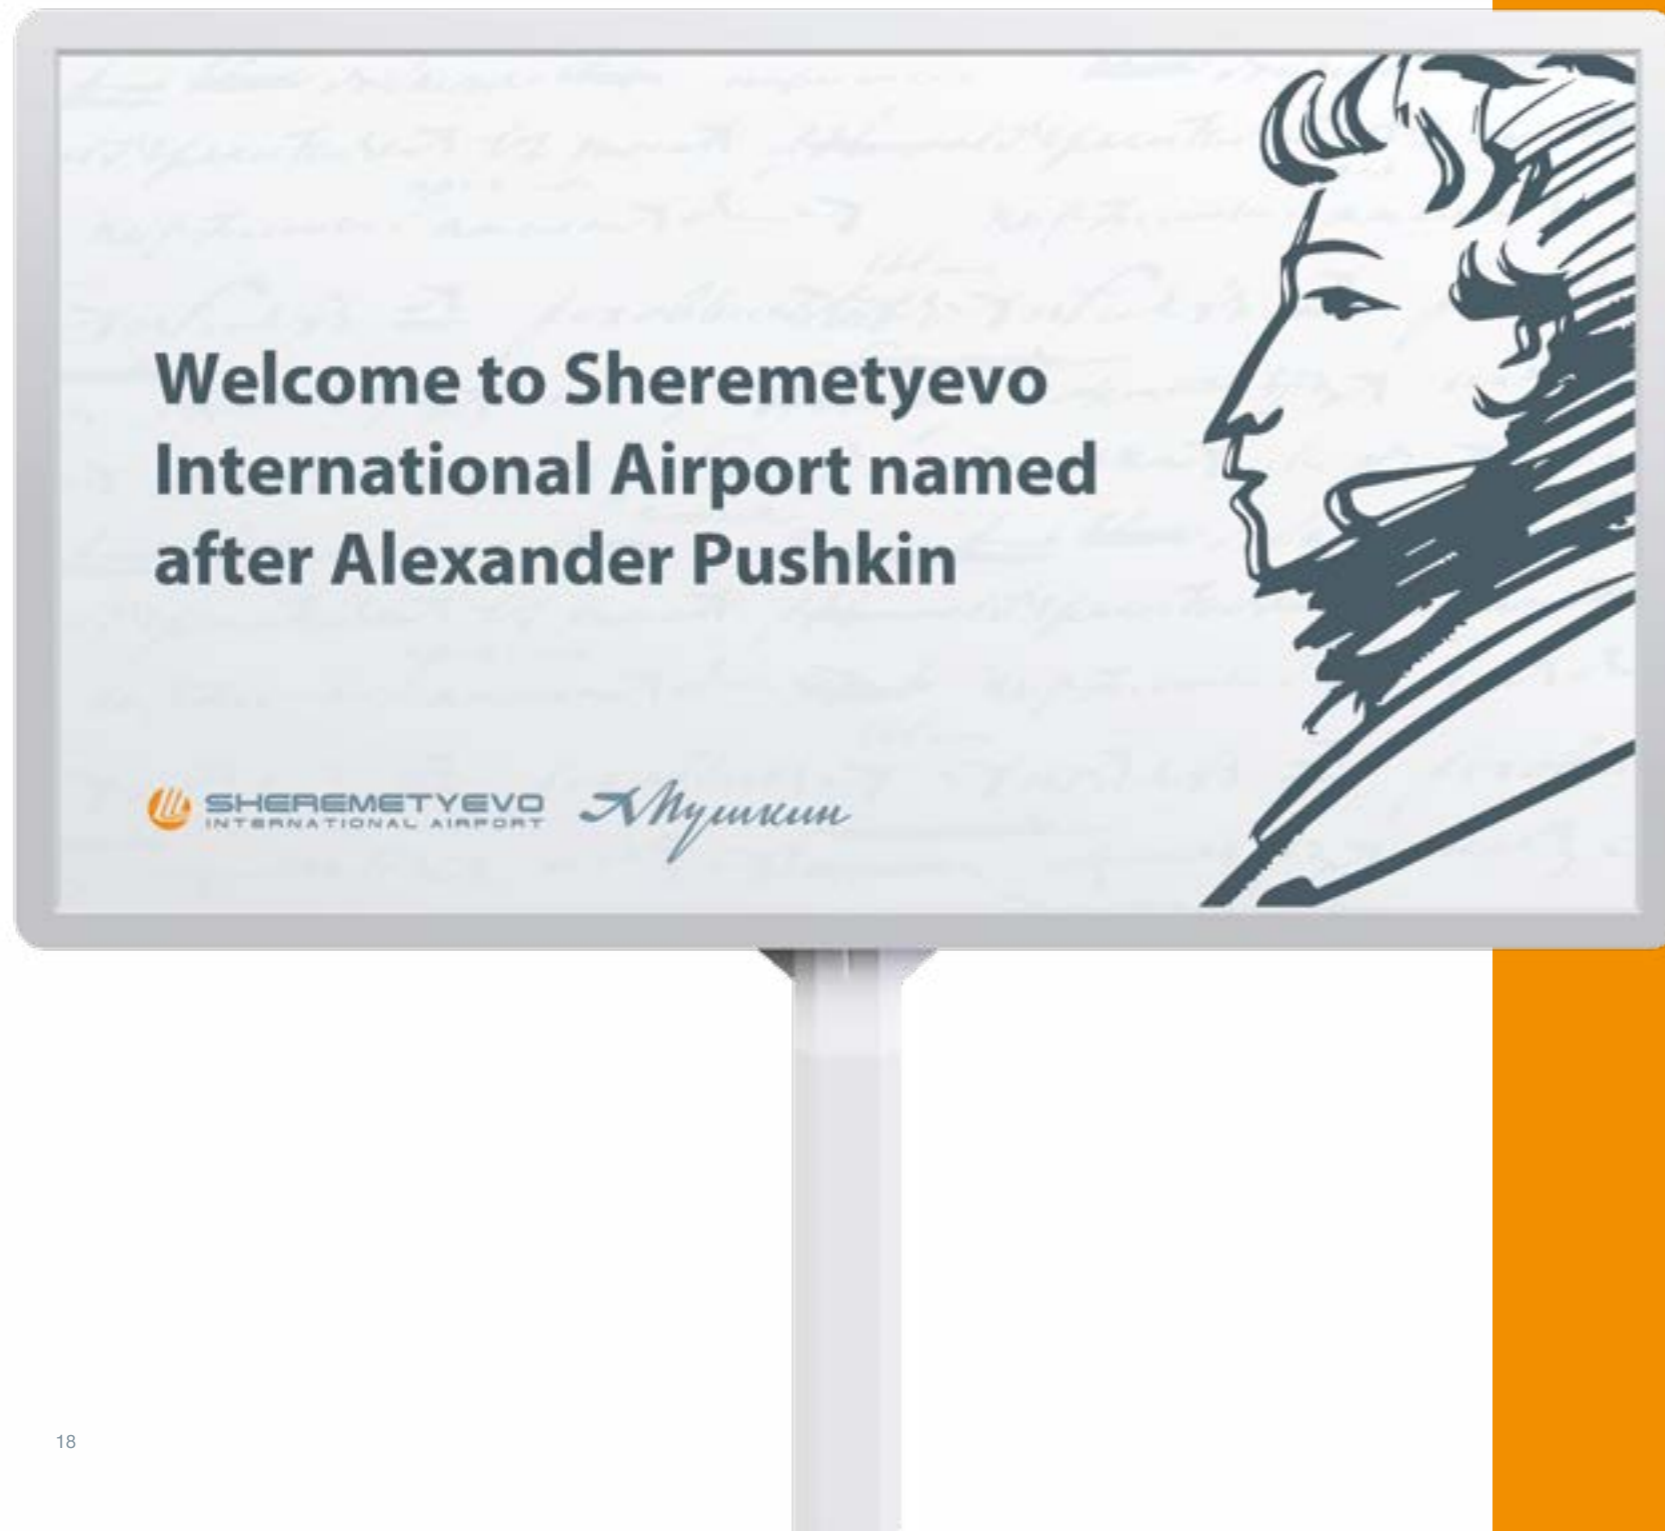 Welcome to Sheremetyevo
International Airport named
after Alexander Pushkin
SHEREMETYEVO
INTERNATIONAL AIRPORT
АПушкин
18